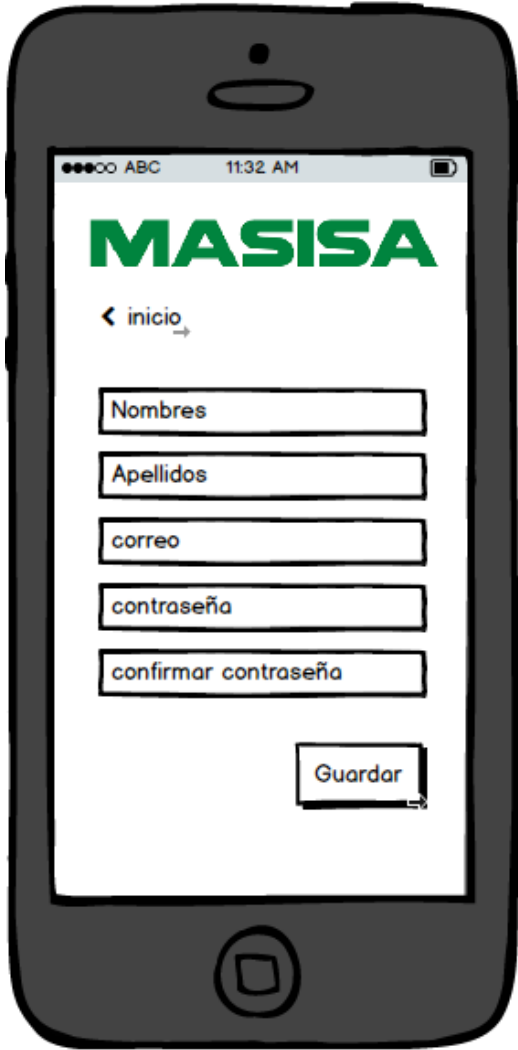 ABC 11:32 AM
MASISA
inicio
Nombres
Apellidos
correo
contraseña
confirmar contraseña
Guardar